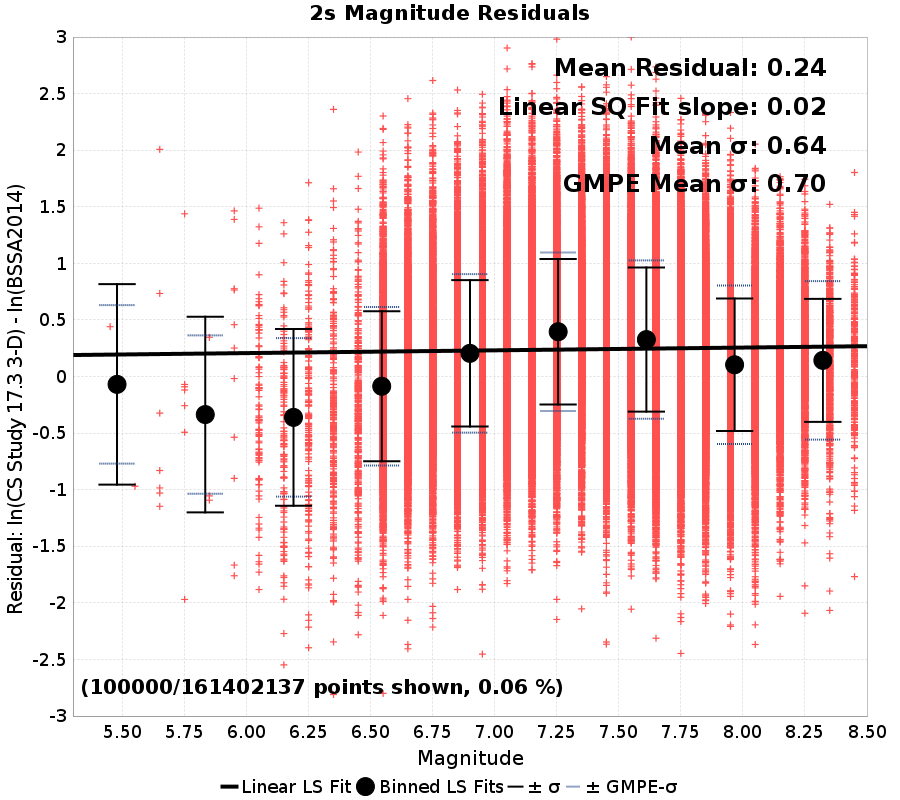 2s Magnitude Residuals
Mean Residual: 0.24
Linear SQ Fit slope: 0.02
Mean σ: 0.64
GMPE Mean σ: 0.70
Residual: ln(CS Study 17.3 3-D) - ln(BSSA2014)
3
2.5
2
1.5
1
0.5
0
-0.5
-1
-1.5
-2
-2.5
-3
(100000/161402137 points shown, 0.06 %)
5.50 5.75 6.00 6.25 6.50 6.75 7.00 7.25 7.50 7.75 8.00 8.25 8.50
Magnitude
Linear LS Fit Binned LS Fits ± σ ± GMPE-σ